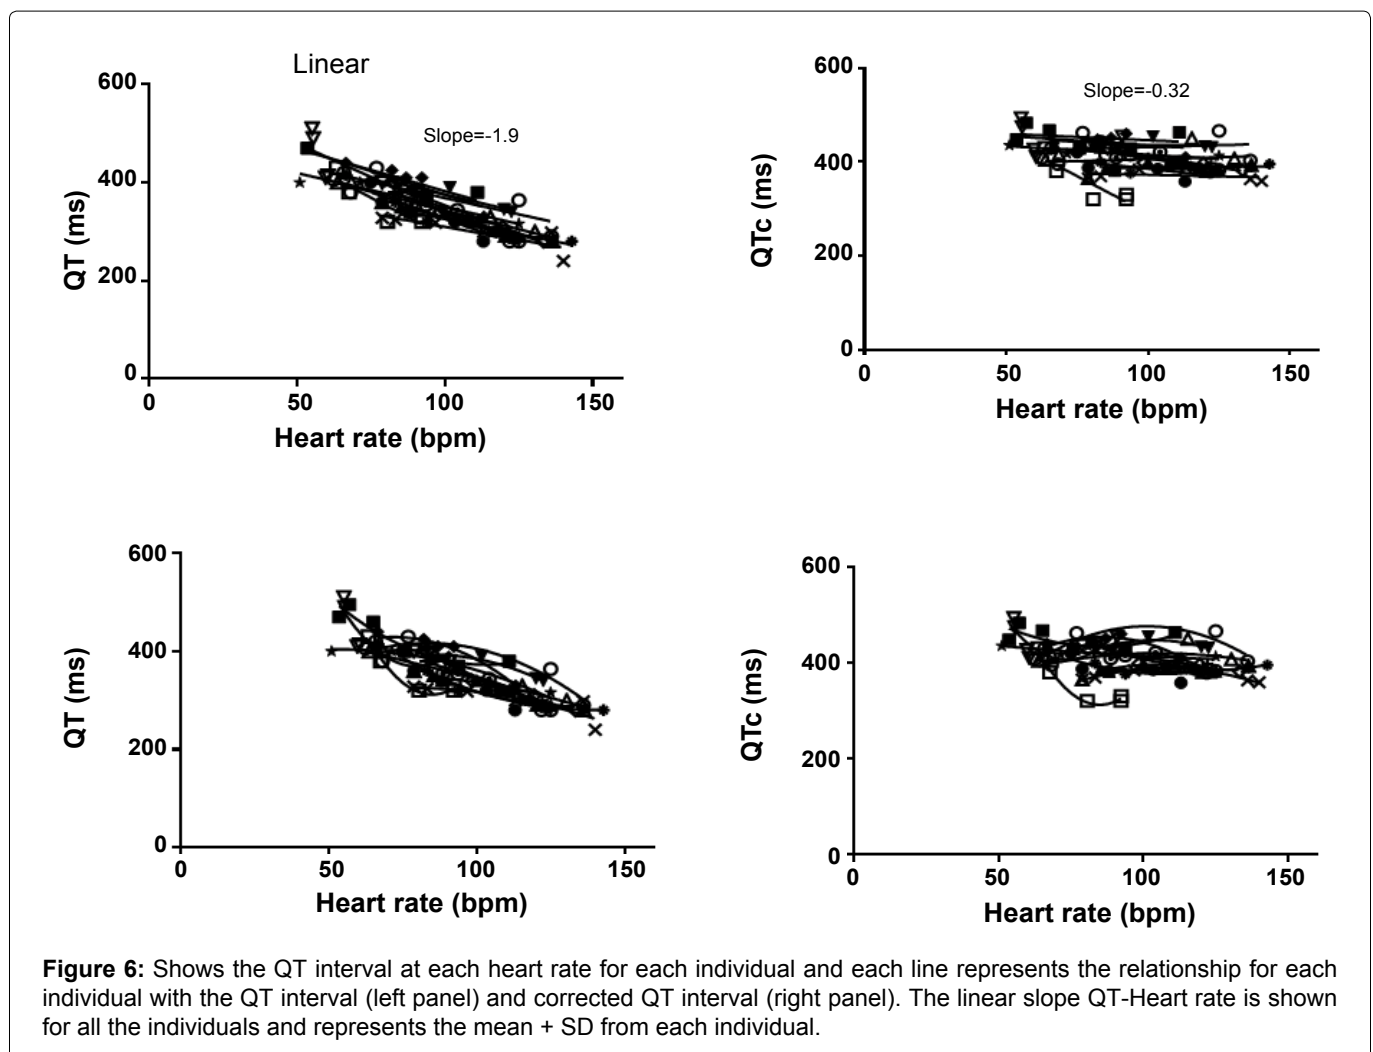 Linear
600
Slope=-1.9
400
QT (ms)
200
0
0 50 100 150
Heart rate (bpm)
600
Slope=-0.32
400
QTc (ms)
200
0
0 50 100 150
Heart rate (bpm)
600
400
QT (ms)
200
0
0 50 100 150
Heart rate (bpm)
600
400
QTc (ms)
200
0
0 50 100 150
Heart rate (bpm)
Figure 6: Shows the QT interval at each heart rate for each individual and each line represents the relationship for each
individual with the QT interval (left panel) and corrected QT interval (right panel). The linear slope QT-Heart rate is shown
for all the individuals and represents the mean + SD from each individual.